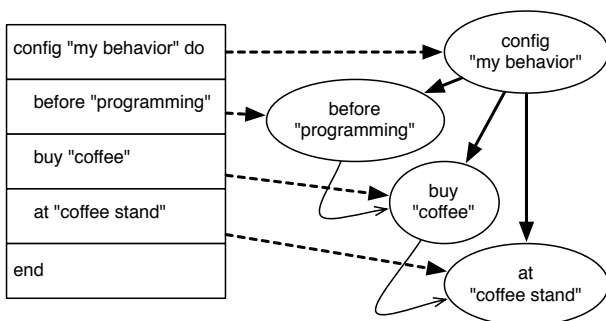 config "my behavior" do
before "programming"
buy "coffee"
at "coffee stand"
end
config
"my behavior"
before
"programming"
buy
"coffee"
at
"coffee stand"